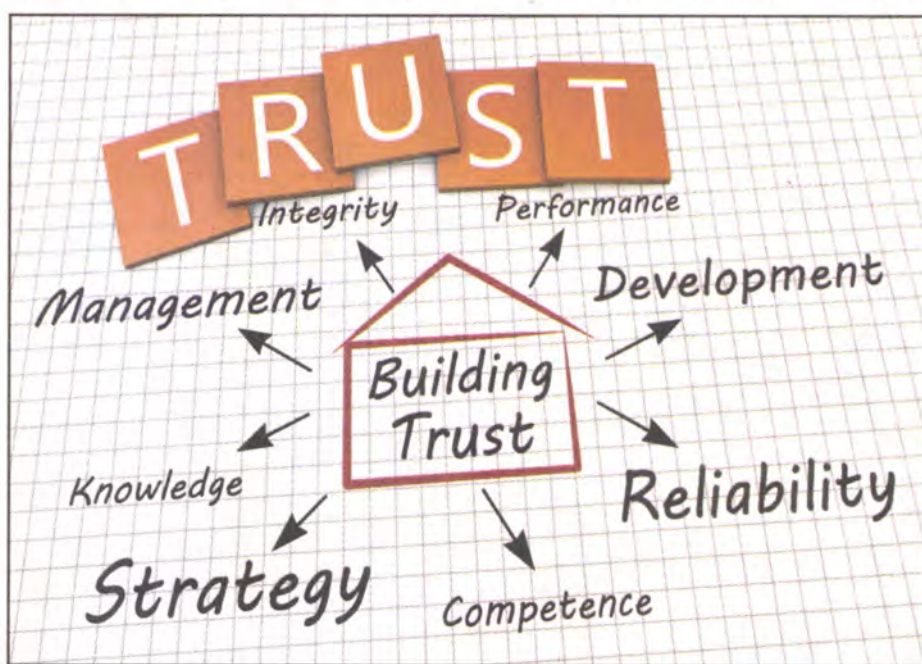 TRUST
Integrity
Performance
Management
Development
Building
Trust
Knowledge
Reliability
Strategy
Competence